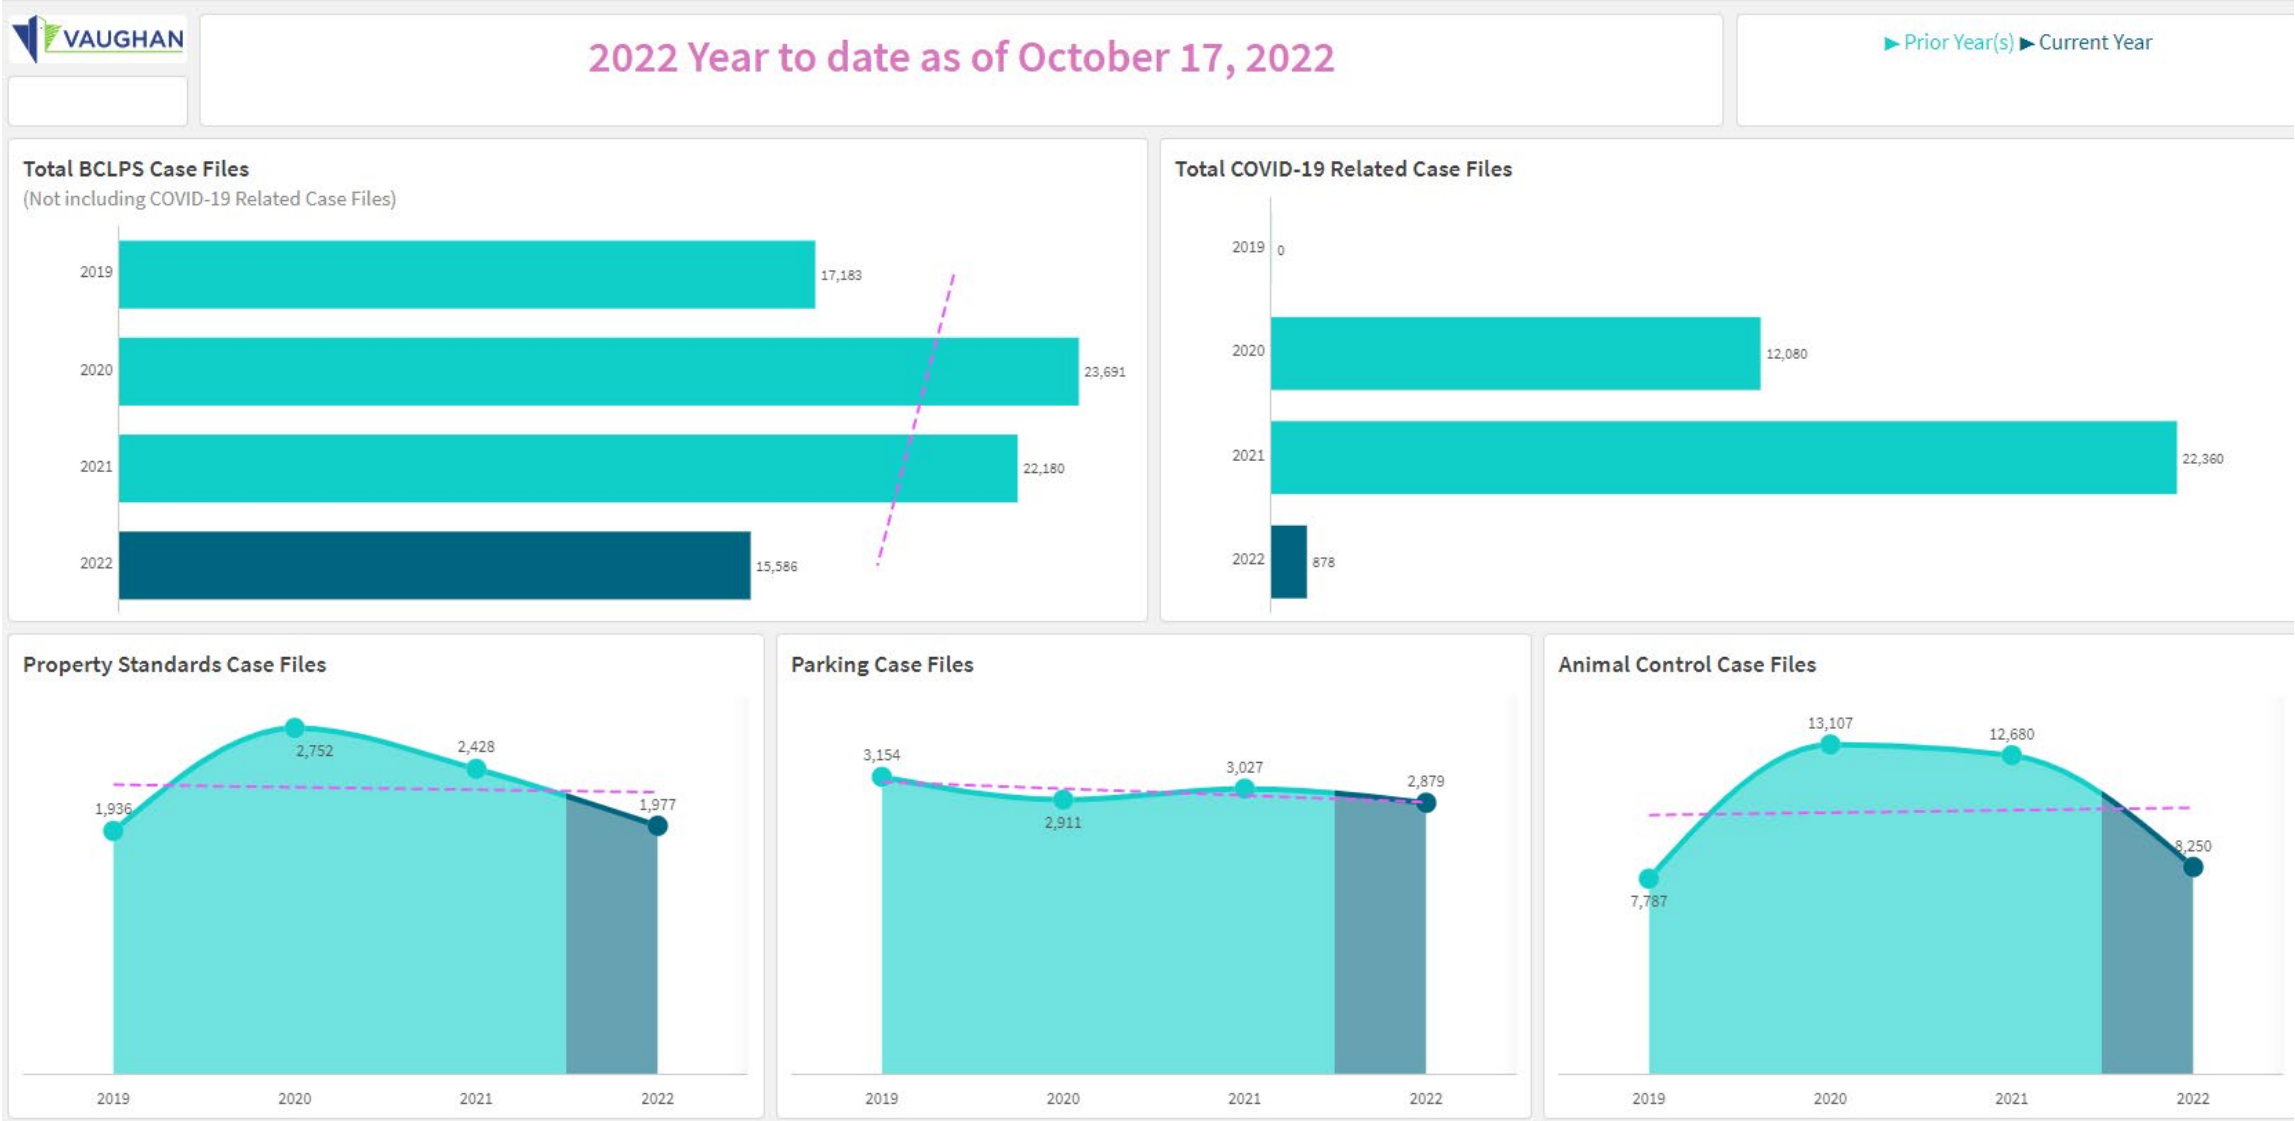 VAUGHAN
2022 Year to date as of October 17, 2022
Prior Year(s) Current Year
Total BCLPS Case Files
(Not including COVID-19 Related Case Files)
2019
17,183
2020
23,691
2021
22,180
2022
15,586
Total COVID-19 Related Case Files
2019
0
2020
12,080
2021
22,360
2022
878
Property Standards Case Files
1,936
2,752
2,428
1,977
2019 2020 2021 2022
Parking Case Files
3,154
2,911
3,027
2,879
2019 2020 2021 2022
Animal Control Case Files
7,787
13,107
12,680
8,250
2019 2020 2021 2022